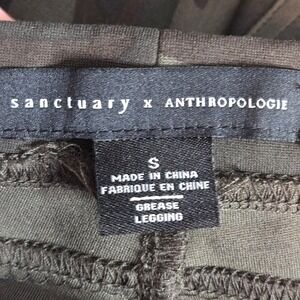 sanctuary x ANTHROPOLOGIE
S
MADE IN CHINA
FABRIQUE EN CHINE
GREASE
LEGGING